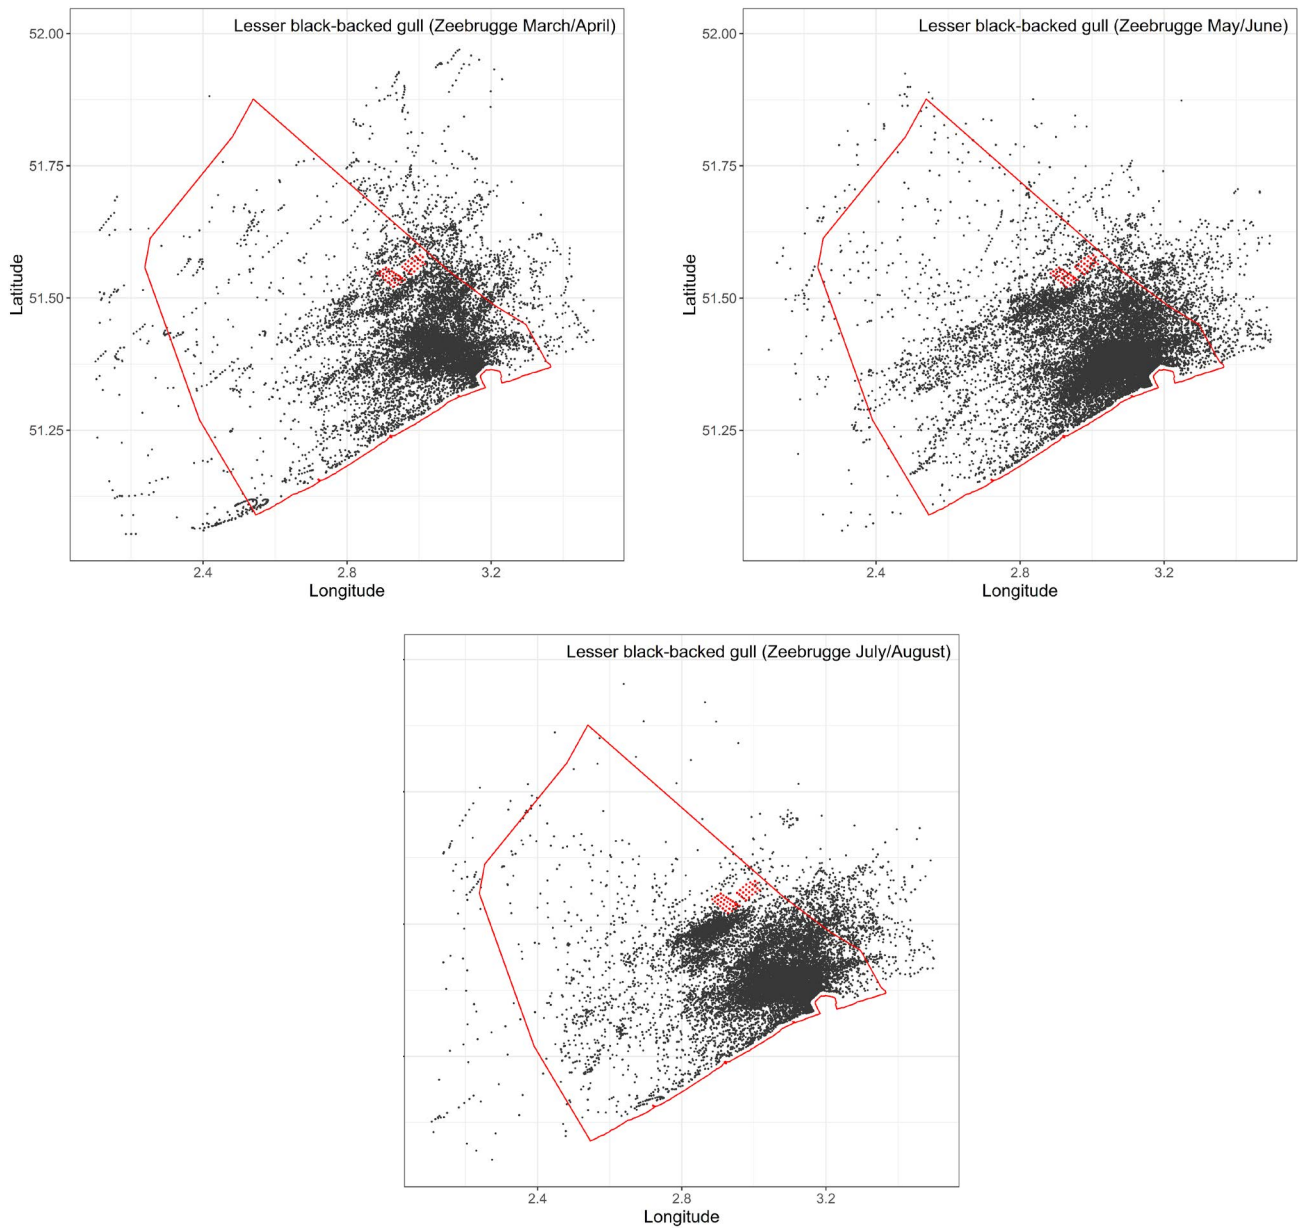 Lesser black-backed gull (Zeebrugge March/April)
52.00
51.75
51.50
51.25
Latitude
2.4 2.8 3.2
Longitude
Lesser black-backed gull (Zeebrugge May/June)
52.00
51.75
51.50
51.25
Latitude
2.4 2.8 3.2
Longitude
Lesser black-backed gull (Zeebrugge July/August)
2.4 2.8 3.2
Longitude